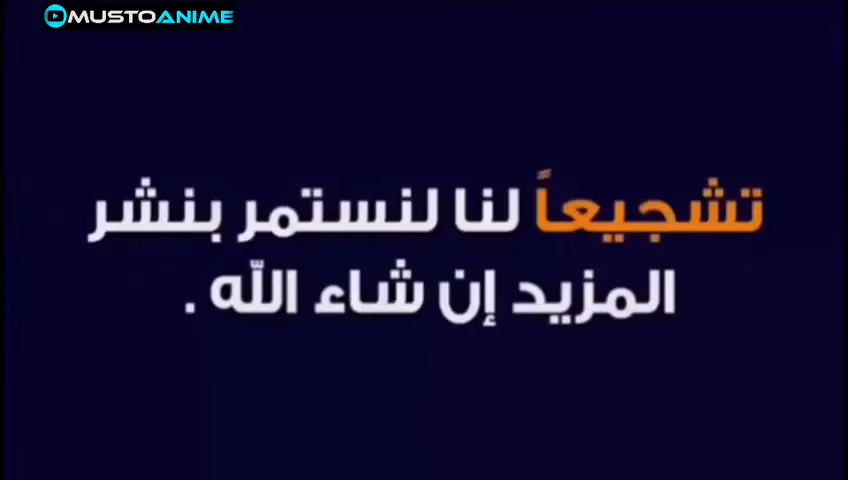 MUSTOANIME
تشجيعاً لنا لنستمر بنشر
المزيد إن شاء الله .